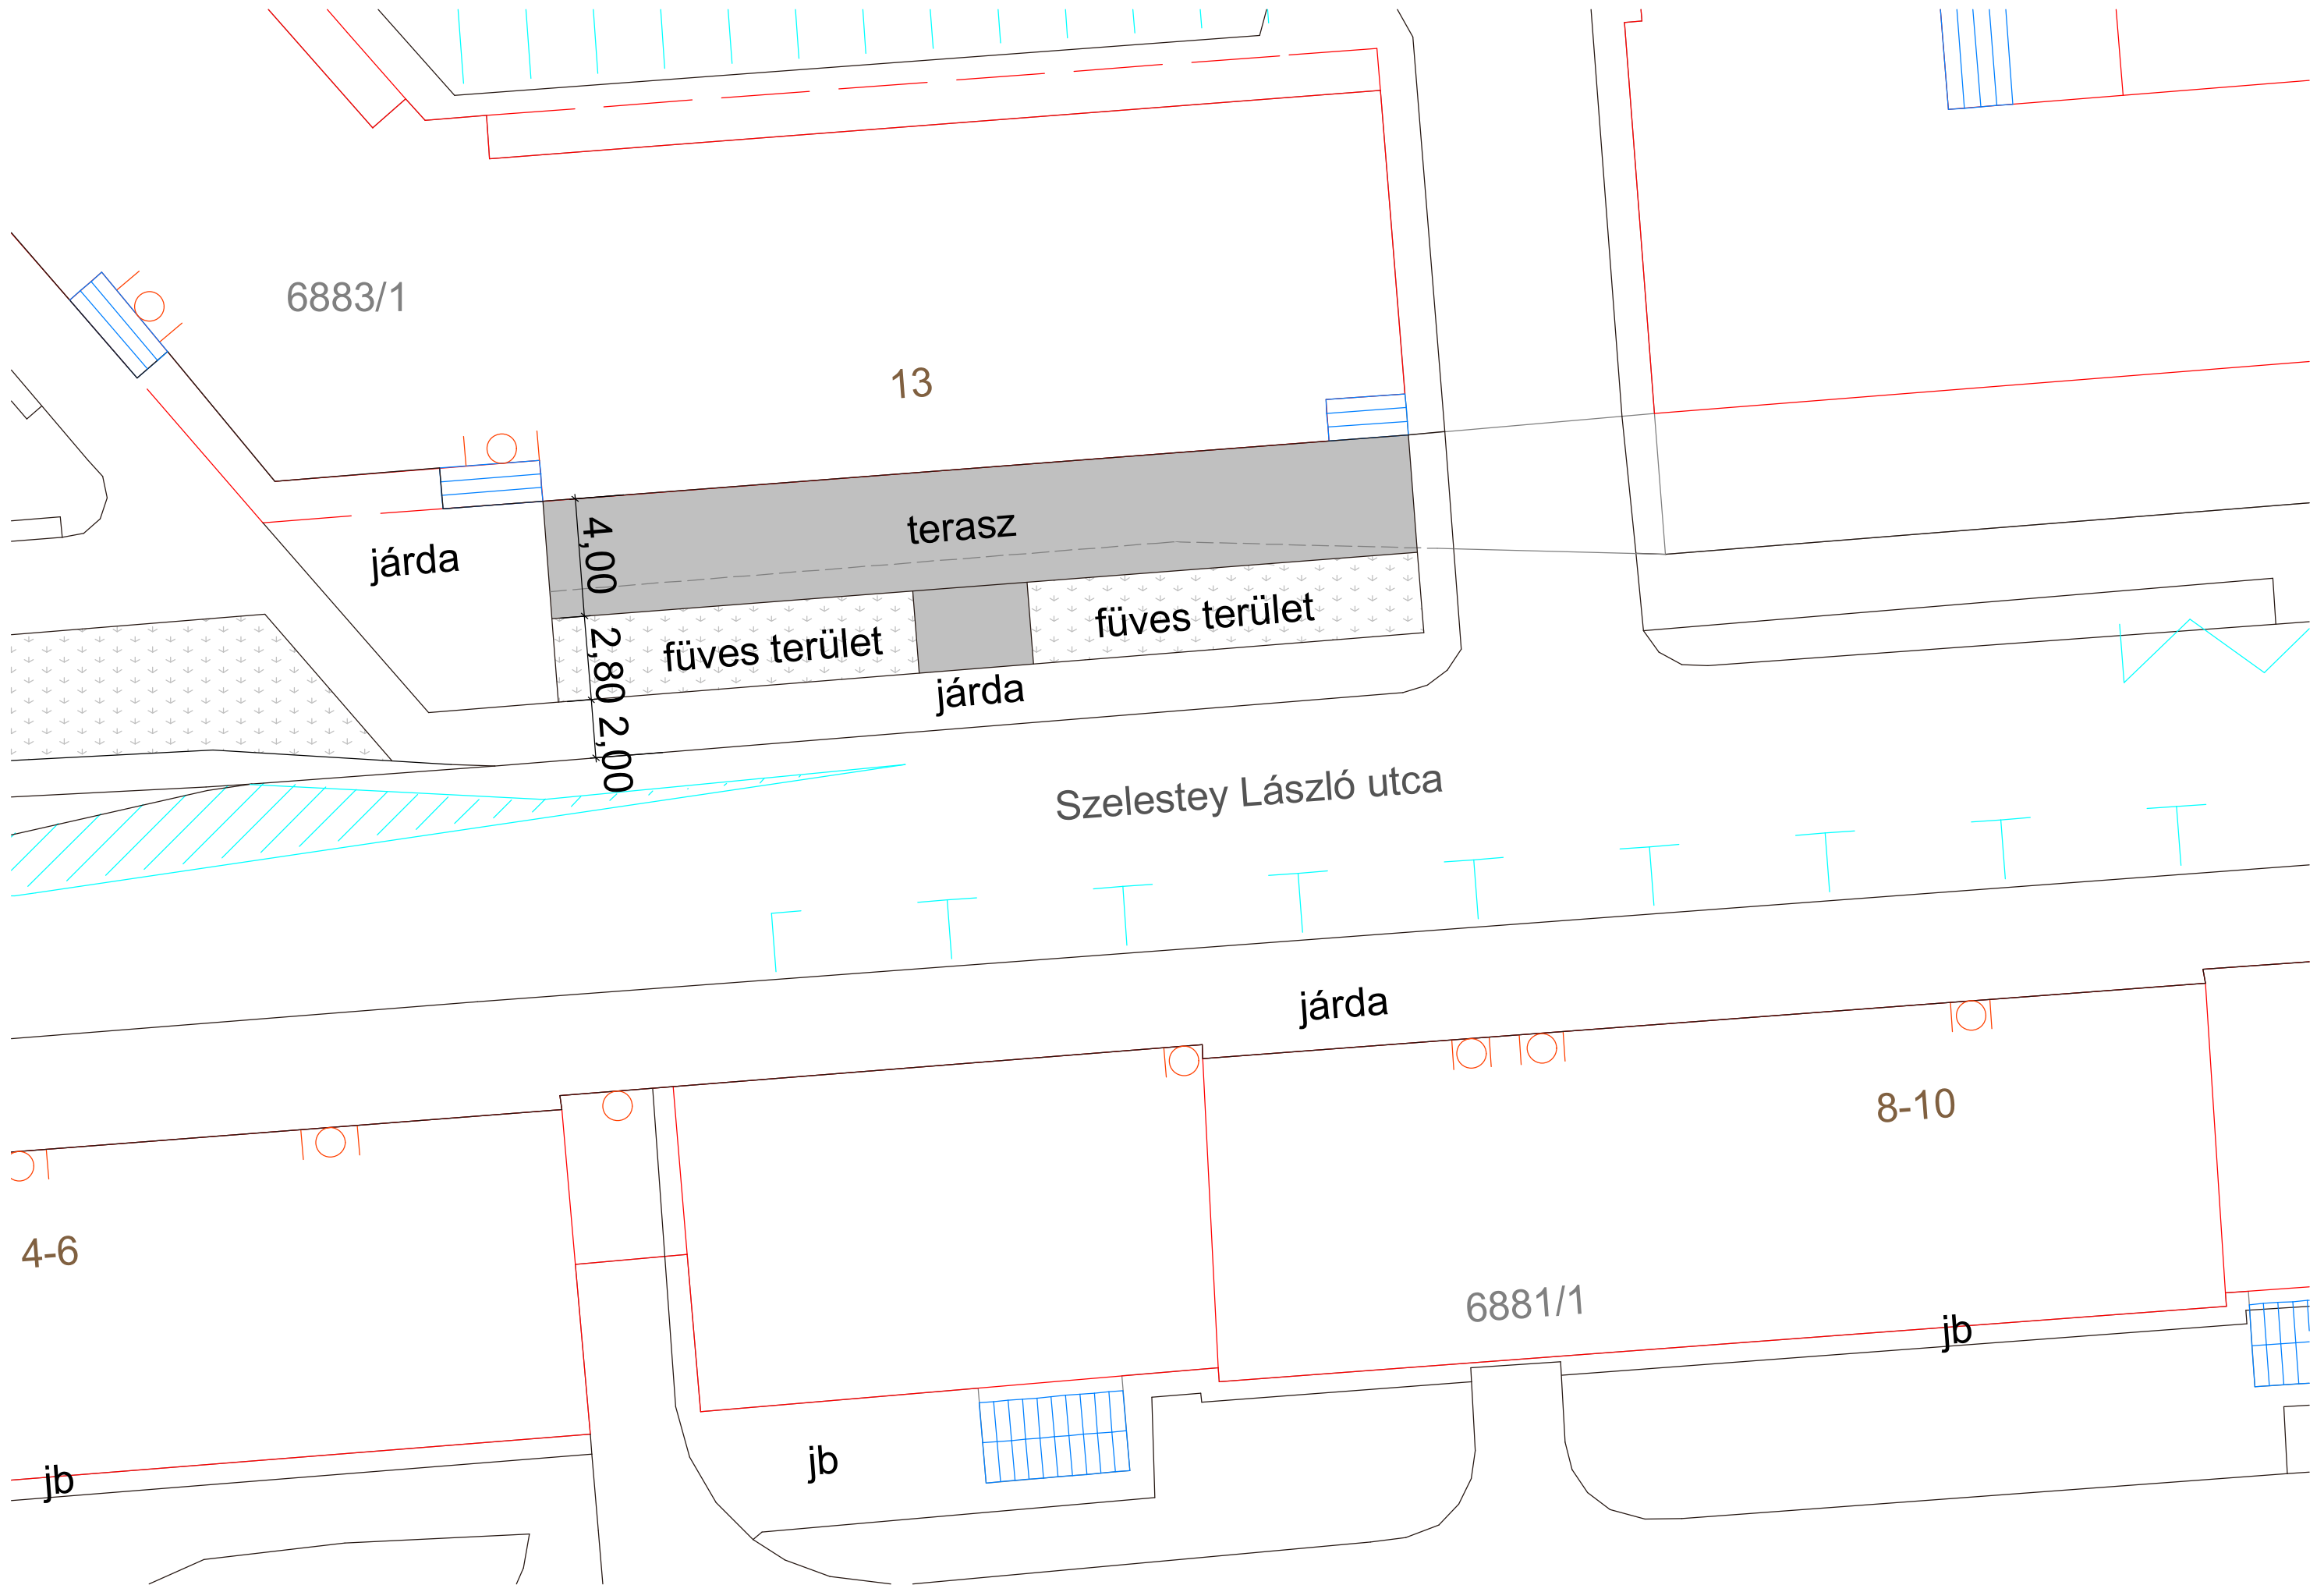 6883/1
13
4,00
terasz
járda
füves terület
füves terület
2,80
járda
2,00
Szelestey László utca
járda
8-10
4-6
6881/1
jb
jb
jb